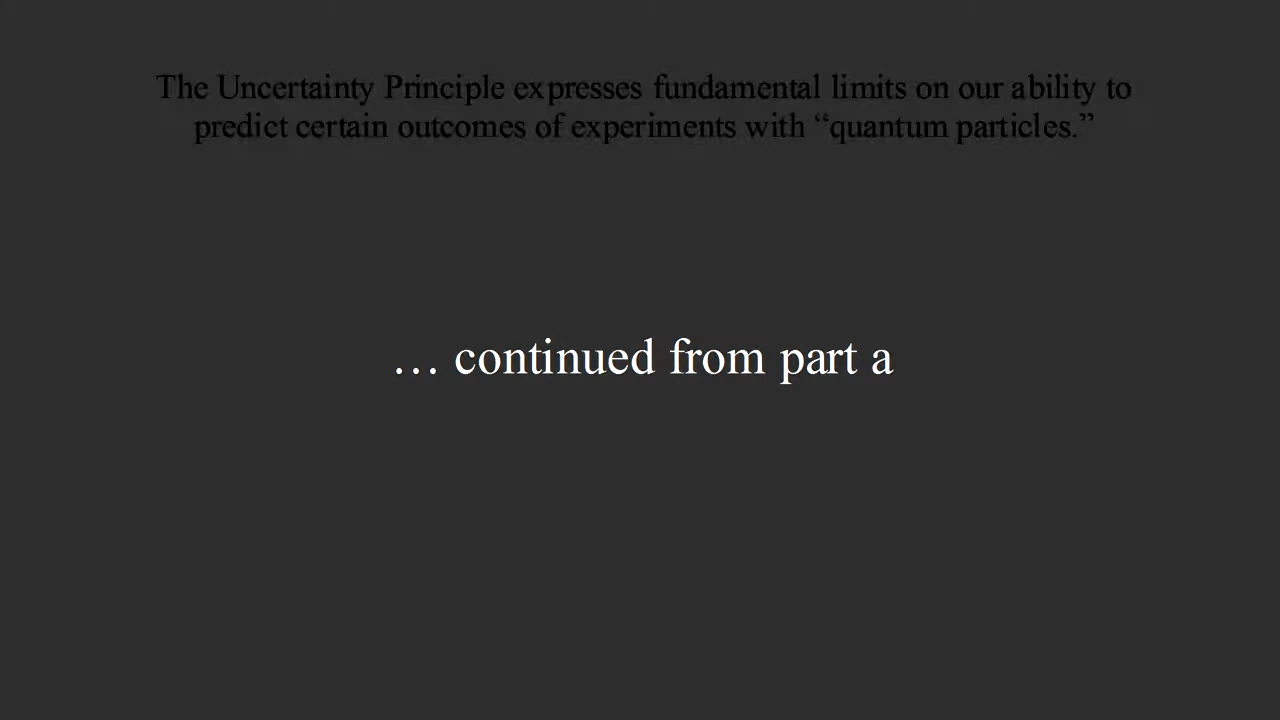 The Uncertainty Principle expresses fundamental limits on our ability to
predict certain outcomes of experiments with “quantum particles.”
… continued from part a